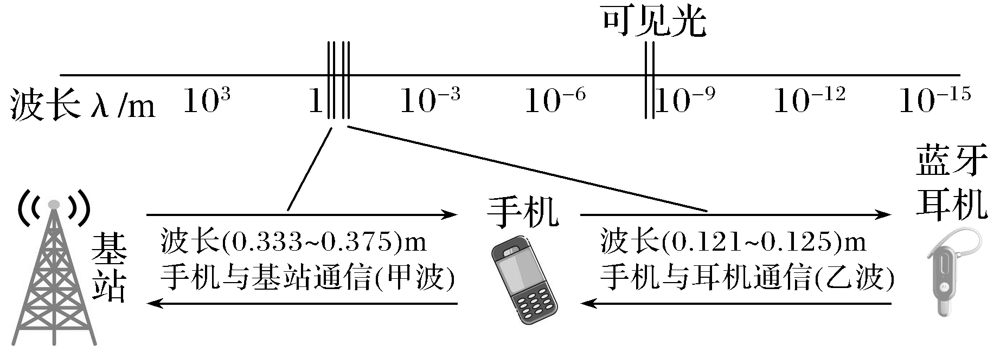 可见光
波长 λ /m 10³ 1 10⁻³ 10⁻⁶ 10⁻⁹ 10⁻¹² 10⁻¹⁵
蓝牙
耳机
手机
基站
波长(0.333~0.375)m
手机与基站通信(甲波)
波长(0.121~0.125)m
手机与耳机通信(乙波)